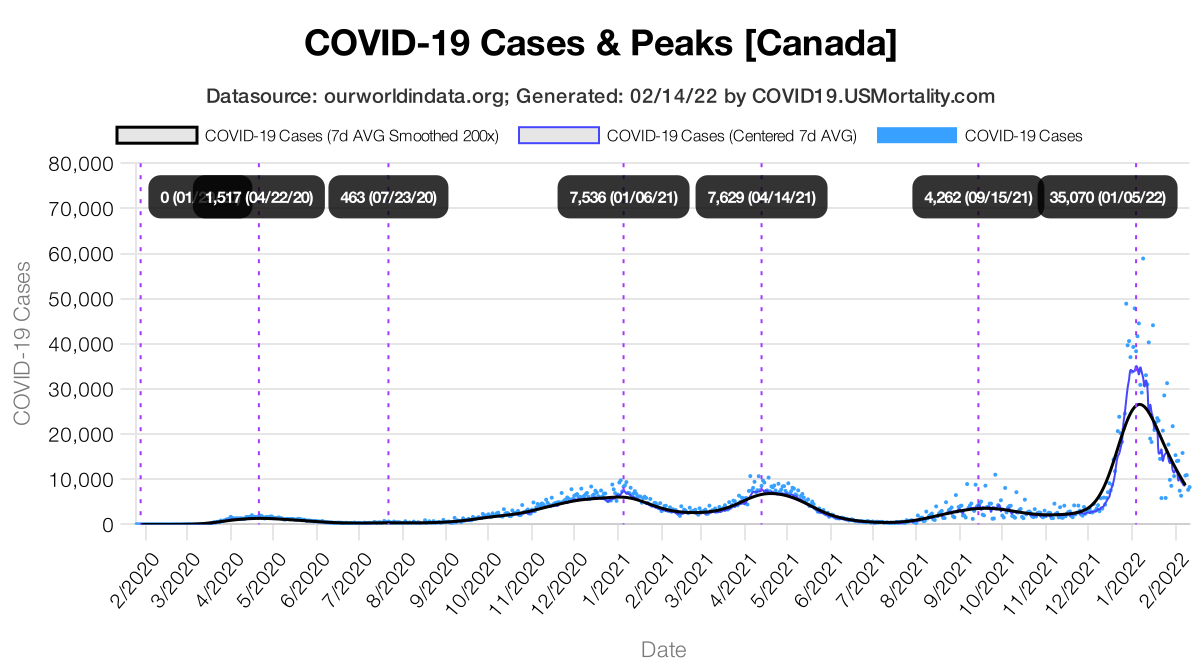 COVID-19 Cases & Peaks [Canada]
Datasource: ourworldindata.org; Generated: 02/14/22 by COVID19.USMortality.com
COVID-19 Cases (7d AVG Smoothed 200x) COVID-19 Cases (Centered 7d AVG) COVID-19 Cases
80,000
0 (01/ 1,517 (04/22/20) 463 (07/23/20) 7,536 (01/06/21) 7,629 (04/14/21) 4,262 (09/15/21) 35,070 (01/05/22)
70,000
60,000
50,000
40,000
30,000
20,000
10,000
0
COVID-19 Cases
2/2020 3/2020 4/2020 5/2020 6/2020 7/2020 8/2020 9/2020 10/2020 11/2020 12/2020 1/2021 2/2021 3/2021 4/2021 5/2021 6/2021 7/2021 8/2021 9/2021 10/2021 11/2021 12/2021 1/2022 2/2022
Date